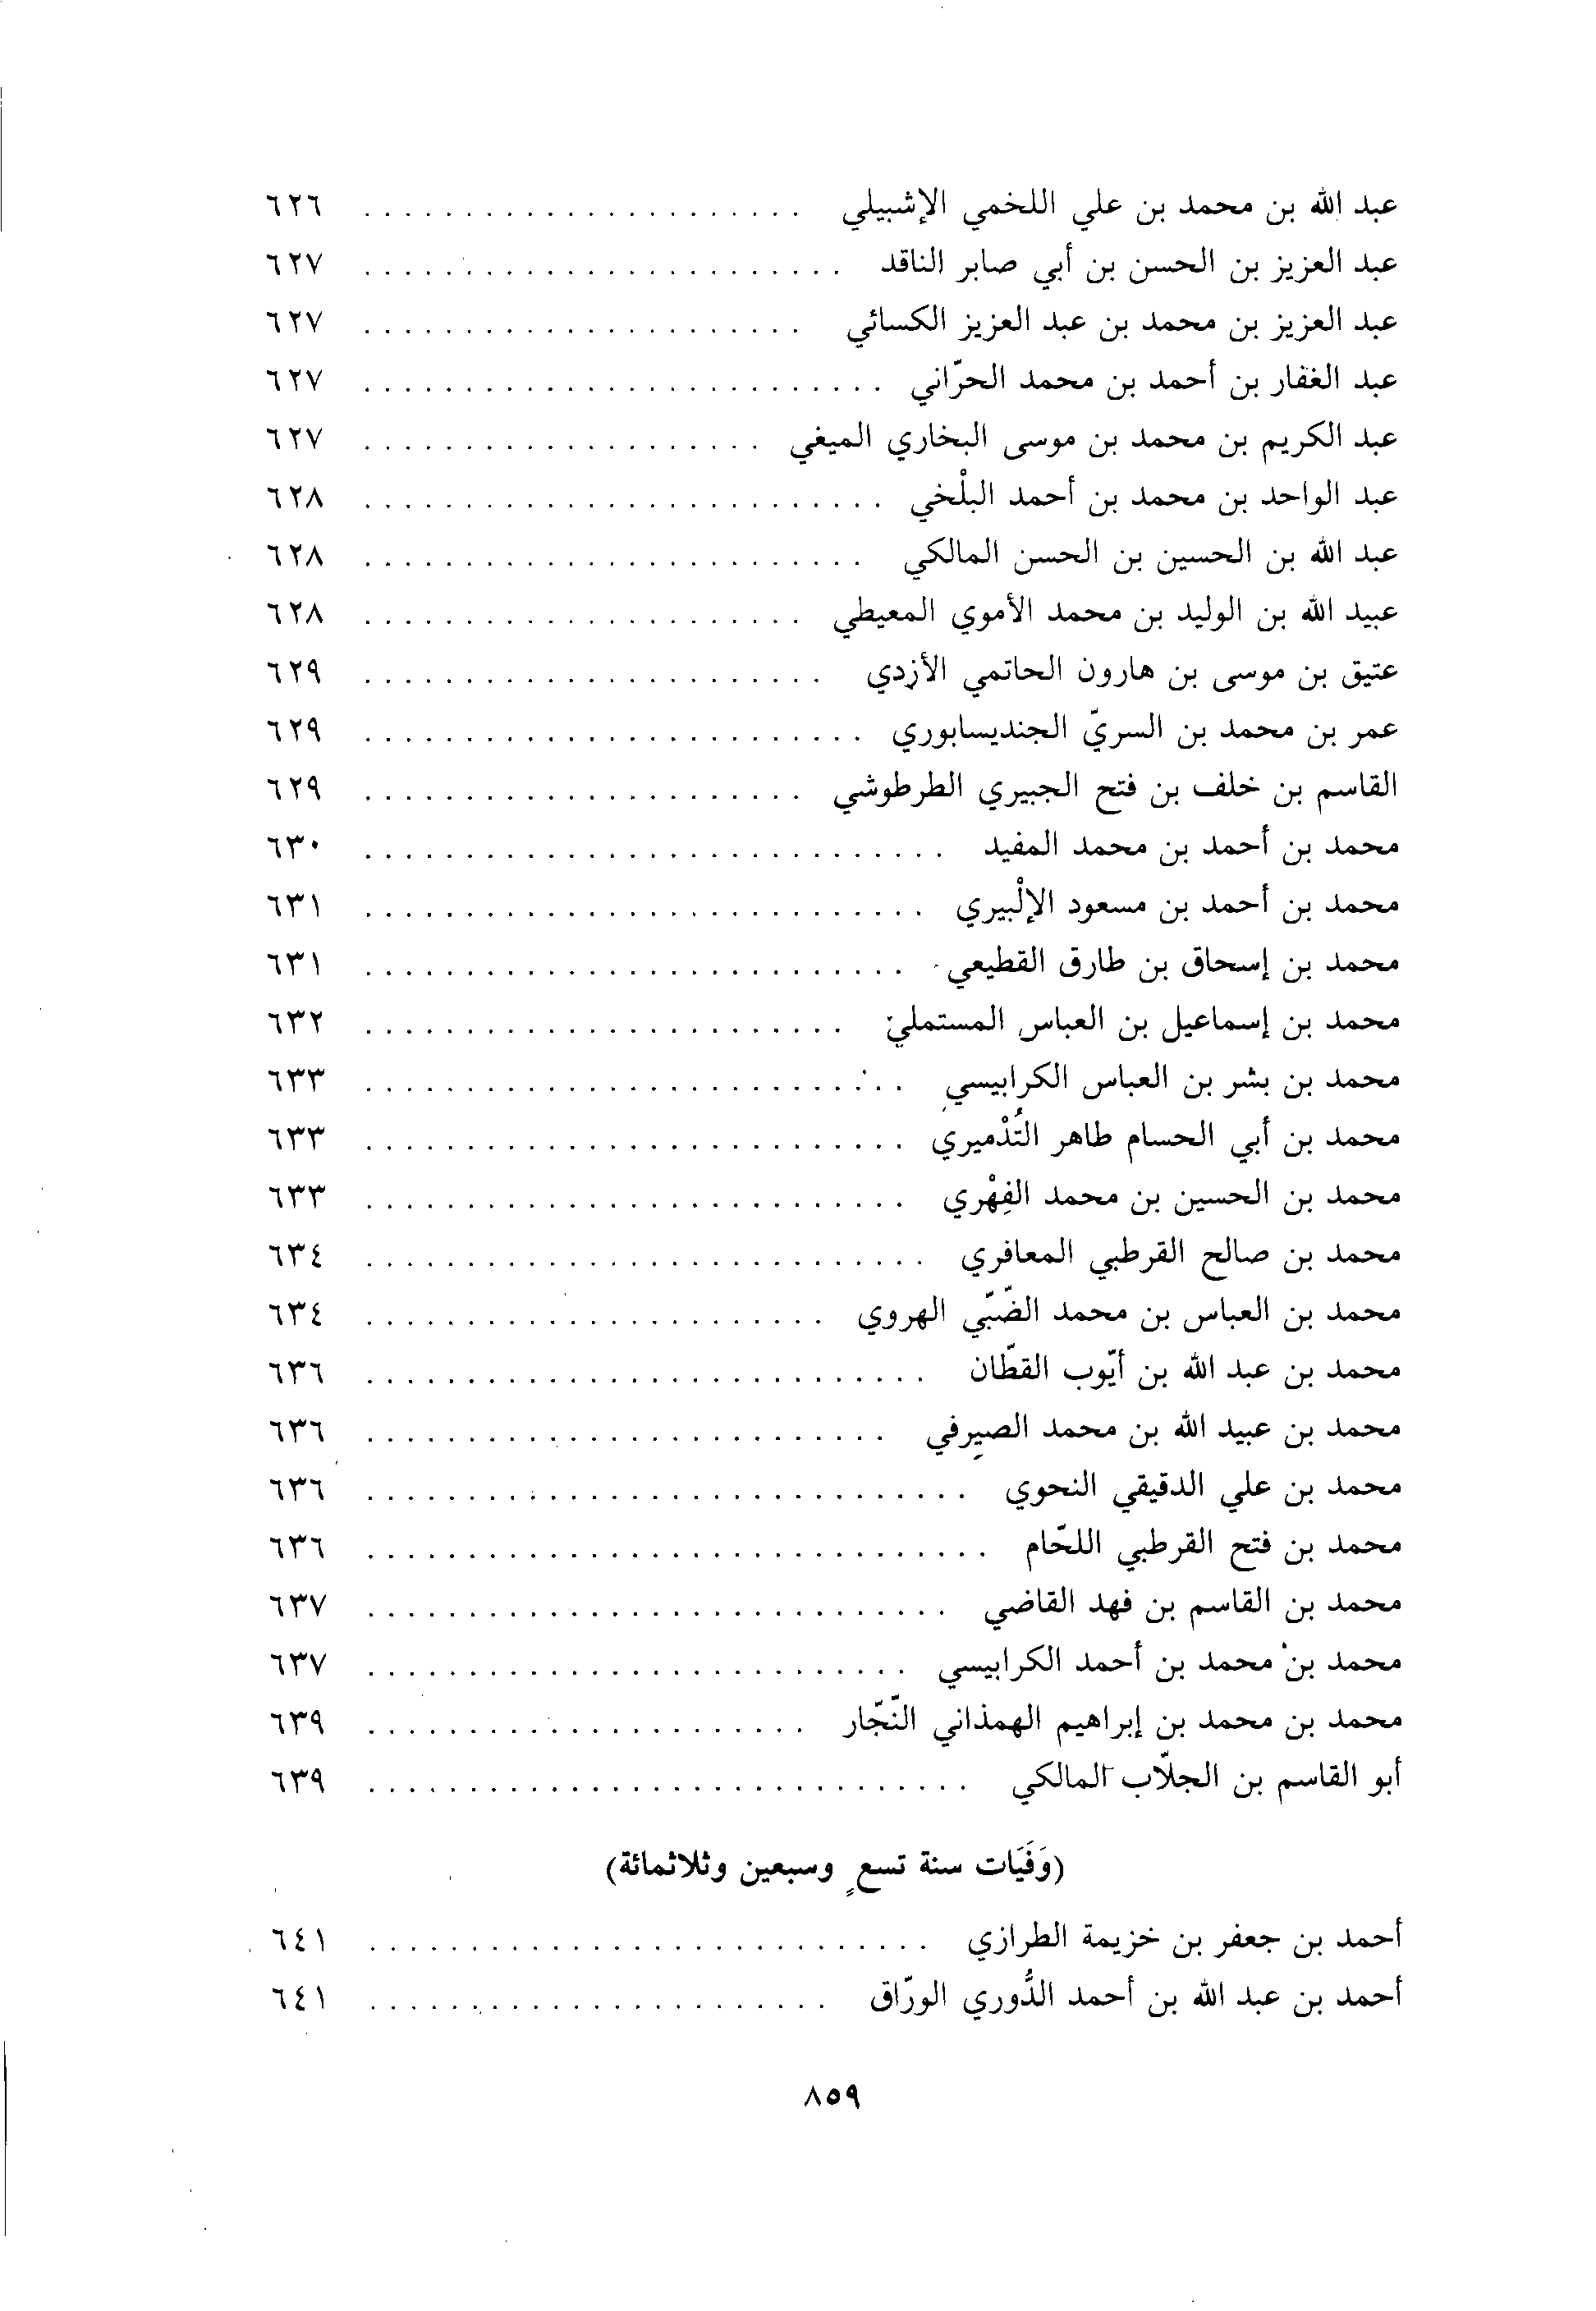 عبد الله بن محمد بن علي اللخمي الإشبيلي . . . . . . . . . . . . . . . . . . . . . . ٦٢٦
عبد العزيز بن الحسن بن أبي صابر الناقد . . . . . . . . . . . . . . . . . . . . . . . . ٦٢٧
عبد العزيز بن محمد بن عبد العزيز الكسائي . . . . . . . . . . . . . . . . . . . . . . ٦٢٧
عبد الغفار بن أحمد بن محمد الحرّاني . . . . . . . . . . . . . . . . . . . . . . . . . . ٦٢٧
عبد الكريم بن محمد بن موسى البخاري الميغي . . . . . . . . . . . . . . . . . . . . ٦٢٧
عبد الواحد بن محمد بن أحمد البلْخي . . . . . . . . . . . . . . . . . . . . . . . . . . ٦٢٨
عبد الله بن الحسين بن الحسن المالكي . . . . . . . . . . . . . . . . . . . . . . . . . ٦٢٨
عبيد الله بن الوليد بن محمد الأموي المعيطي . . . . . . . . . . . . . . . . . . . . . . ٦٢٨
عتيق بن موسى بن هارون الحاتمي الأزدي . . . . . . . . . . . . . . . . . . . . . . . ٦٢٩
عمر بن محمد بن السريّ الجنديسابوري . . . . . . . . . . . . . . . . . . . . . . . . . ٦٢٩
القاسم بن خلف بن فتح الجبيري الطرطوشي . . . . . . . . . . . . . . . . . . . . . . ٦٢٩
محمد بن أحمد بن محمد المفيد . . . . . . . . . . . . . . . . . . . . . . . . . . . . . ٦٣٠
محمد بن أحمد بن مسعود الإلْبيري . . . . . . . . . . . . . . . . . . . . . . . . . . . . ٦٣١
محمد بن إسحاق بن طارق القطيعي . . . . . . . . . . . . . . . . . . . . . . . . . . . ٦٣١
محمد بن إسماعيل بن العباس المستملي . . . . . . . . . . . . . . . . . . . . . . . . ٦٣٢
محمد بن بشر بن العباس الكرابيسي . . . . . . . . . . . . . . . . . . . . . . . . . . . ٦٣٣
محمد بن أبي الحسام طاهر التُدْميري . . . . . . . . . . . . . . . . . . . . . . . . . . . ٦٣٣
محمد بن الحسين بن محمد الفِهْري . . . . . . . . . . . . . . . . . . . . . . . . . . . ٦٣٣
محمد بن صالح القرطبي المعافري . . . . . . . . . . . . . . . . . . . . . . . . . . . . ٦٣٤
محمد بن العباس بن محمد الضّبّي الهروي . . . . . . . . . . . . . . . . . . . . . . . ٦٣٤
محمد بن عبد الله بن أيّوب القطّان . . . . . . . . . . . . . . . . . . . . . . . . . . . . ٦٣٦
محمد بن عبيد الله بن محمد الصيرفي . . . . . . . . . . . . . . . . . . . . . . . . . . ٦٣٦
محمد بن علي الدقيقي النحوي . . . . . . . . . . . . . . . . . . . . . . . . . . . . . . ٦٣٦
محمد بن فتح القرطبي اللحّام . . . . . . . . . . . . . . . . . . . . . . . . . . . . . . . ٦٣٦
محمد بن القاسم بن فهد القاضي . . . . . . . . . . . . . . . . . . . . . . . . . . . . . ٦٣٧
محمد بن محمد بن أحمد الكرابيسي . . . . . . . . . . . . . . . . . . . . . . . . . . . ٦٣٧
محمد بن محمد بن إبراهيم الهمذاني النّجّار . . . . . . . . . . . . . . . . . . . . . . ٦٣٩
أبو القاسم بن الجلّاب المالكي . . . . . . . . . . . . . . . . . . . . . . . . . . . . . . ٦٣٩
(وَفَيَات سنة تسعٍ وسبعين وثلاثمائة)
أحمد بن جعفر بن خزيمة الطرازي . . . . . . . . . . . . . . . . . . . . . . . . . . . . ٦٤١
أحمد بن عبد الله بن أحمد الدُّوري الورّاق . . . . . . . . . . . . . . . . . . . . . . . ٦٤١
٨٥٩